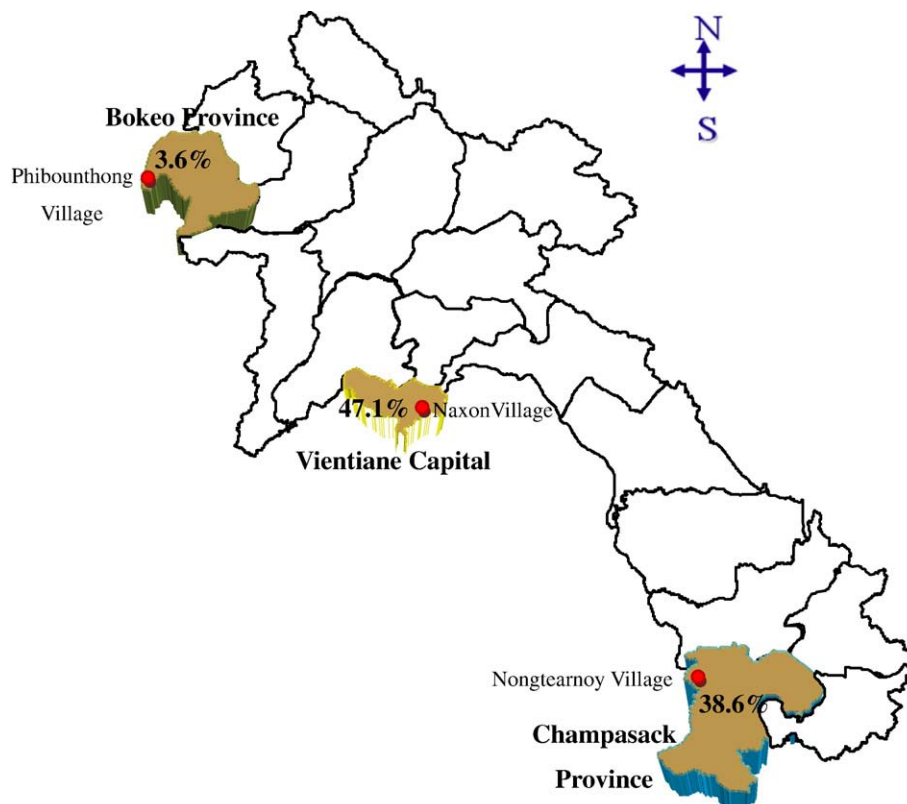 N
S
Bokeo Province
3.6%
Phibounthong
Village
47.1%
NaxonVillage
Vientiane Capital
Nongtearnoy Village
38.6%
Champasack
Province